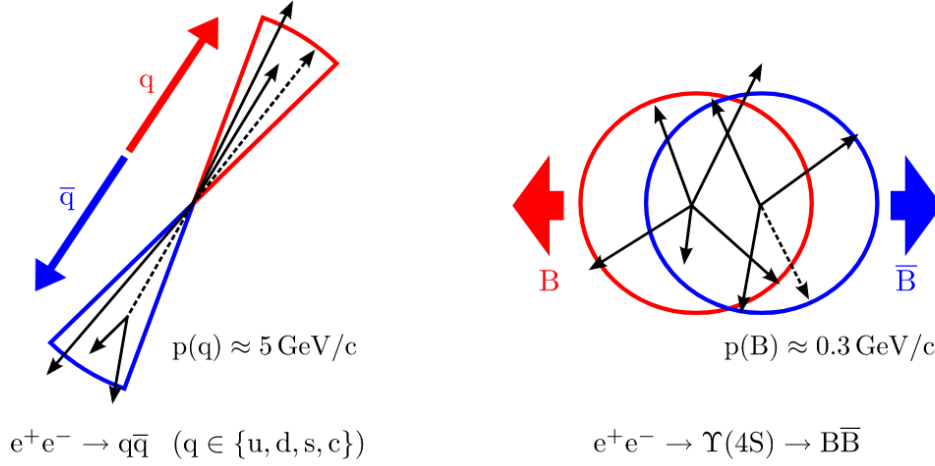 q
q̅
p(q) ≈ 5 GeV/c
e⁺e⁻ → qq̅ (q ∈ {u, d, s, c})
B
B̅
p(B) ≈ 0.3 GeV/c
e⁺e⁻ → ϒ(4S) → BB̅